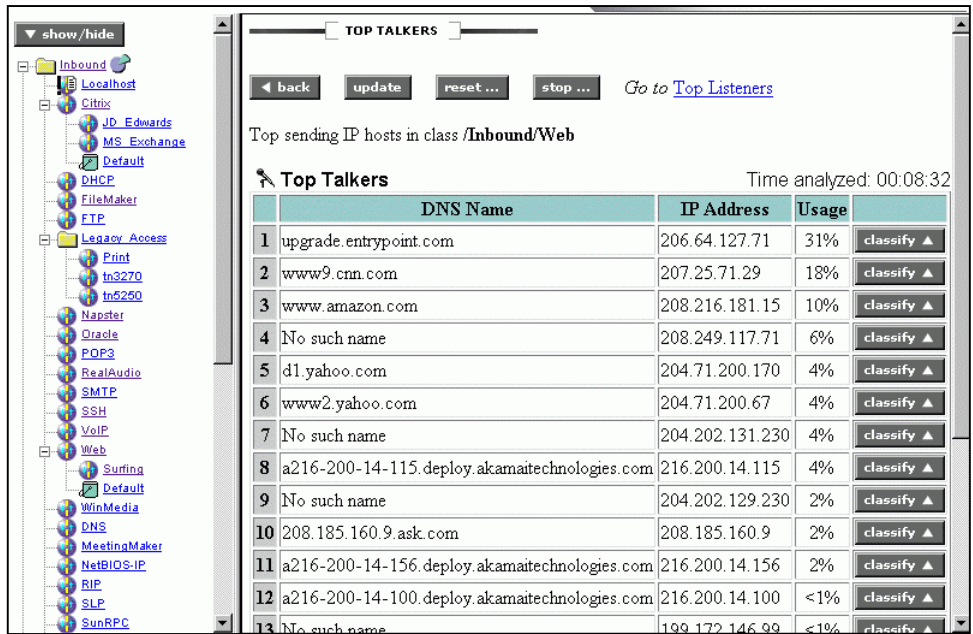 ▼ show/hide
Inbound
Localhost
Citrix
JD_Edwards
MS_Exchange
Default
DHCP
FileMaker
FTP
Legacy_Access
Print
tn3270
tn5250
Napster
Oracle
POP3
RealAudio
SMTP
SSH
VoIP
Web
Surfing
Default
WinMedia
DNS
MeetingMaker
NetBIOS-IP
RIP
SLP
SunRPC
TOP TALKERS
◄ back update reset ... stop ... Go to Top Listeners
Top sending IP hosts in class /Inbound/Web
Top Talkers Time analyzed: 00:08:32
DNS Name IP Address Usage
1 upgrade.entrypoint.com 206.64.127.71 31% classify ▲
2 www9.cnn.com 207.25.71.29 18% classify ▲
3 www.amazon.com 208.216.181.15 10% classify ▲
4 No such name 208.249.117.71 6% classify ▲
5 d1.yahoo.com 204.71.200.170 4% classify ▲
6 www2.yahoo.com 204.71.200.67 4% classify ▲
7 No such name 204.202.131.230 4% classify ▲
8 a216-200-14-115.deploy.akamaitechnologies.com 216.200.14.115 4% classify ▲
9 No such name 204.202.129.230 2% classify ▲
10 208.185.160.9.ask.com 208.185.160.9 2% classify ▲
11 a216-200-14-156.deploy.akamaitechnologies.com 216.200.14.156 2% classify ▲
12 a216-200-14-100.deploy.akamaitechnologies.com 216.200.14.100 <1% classify ▲
13 No such name 199.172.146.99 <1% classify ▲